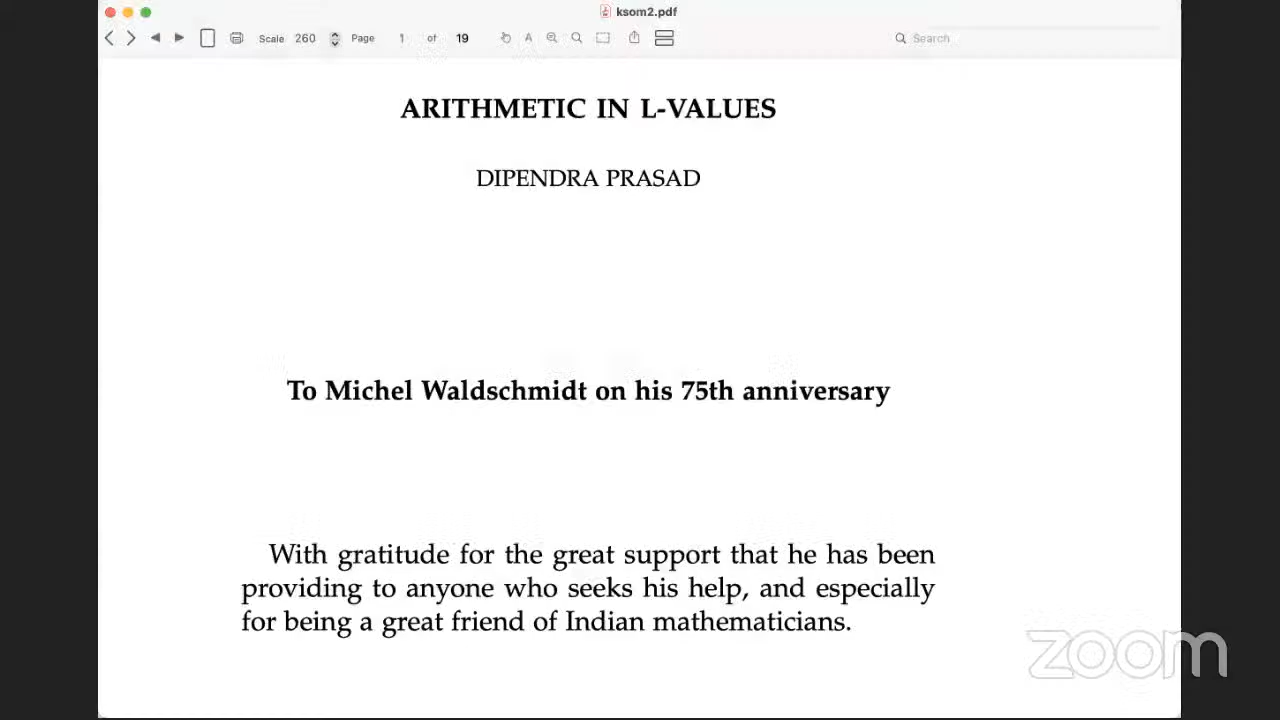 ksom2.pdf
Scale 260 Page 1 of 19 A Search
ARITHMETIC IN L-VALUES
DIPENDRA PRASAD
To Michel Waldschmidt on his 75th anniversary
With gratitude for the great support that he has been
providing to anyone who seeks his help, and especially
for being a great friend of Indian mathematicians.
zoom